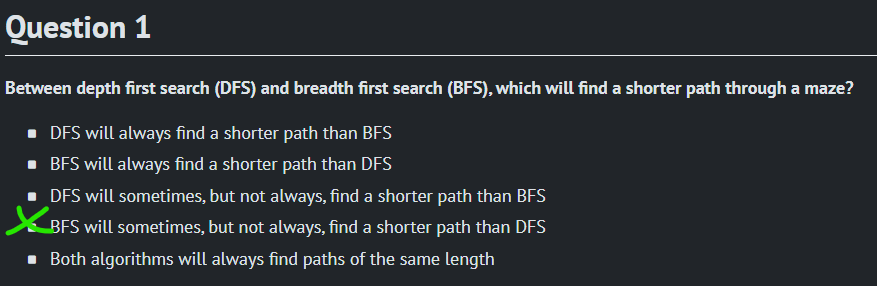 Question 1
Between depth first search (DFS) and breadth first search (BFS), which will find a shorter path through a maze?
DFS will always find a shorter path than BFS
BFS will always find a shorter path than DFS
DFS will sometimes, but not always, find a shorter path than BFS
BFS will sometimes, but not always, find a shorter path than DFS
Both algorithms will always find paths of the same length